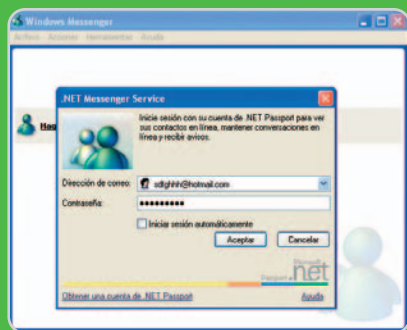 Windows Messenger
Archivo Acciones Herramientas Ayuda
.NET Messenger Service
Inicie sesión con su cuenta de .NET Passport para ver
sus contactos en línea, mantener conversaciones en
línea y recibir avisos.
Dirección de correo: sdfghhh@hotmail.com
Contraseña:
Iniciar sesión automáticamente
Aceptar Cancelar
Microsoft
Passport .net
Obtener una cuenta de .NET Passport Ayuda